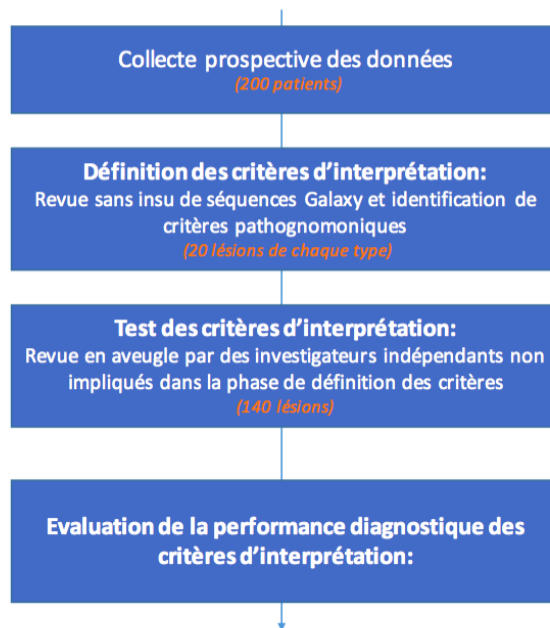 Collecte prospective des données
(200 patients)
Définition des critères d'interprétation:
Revue sans insu de séquences Galaxy et identification de
critères pathognomoniques
(20 lésions de chaque type)
Test des critères d'interprétation:
Revue en aveugle par des investigateurs indépendants non
impliqués dans la phase de définition des critères
(140 lésions)
Evaluation de la performance diagnostique des
critères d'interprétation: